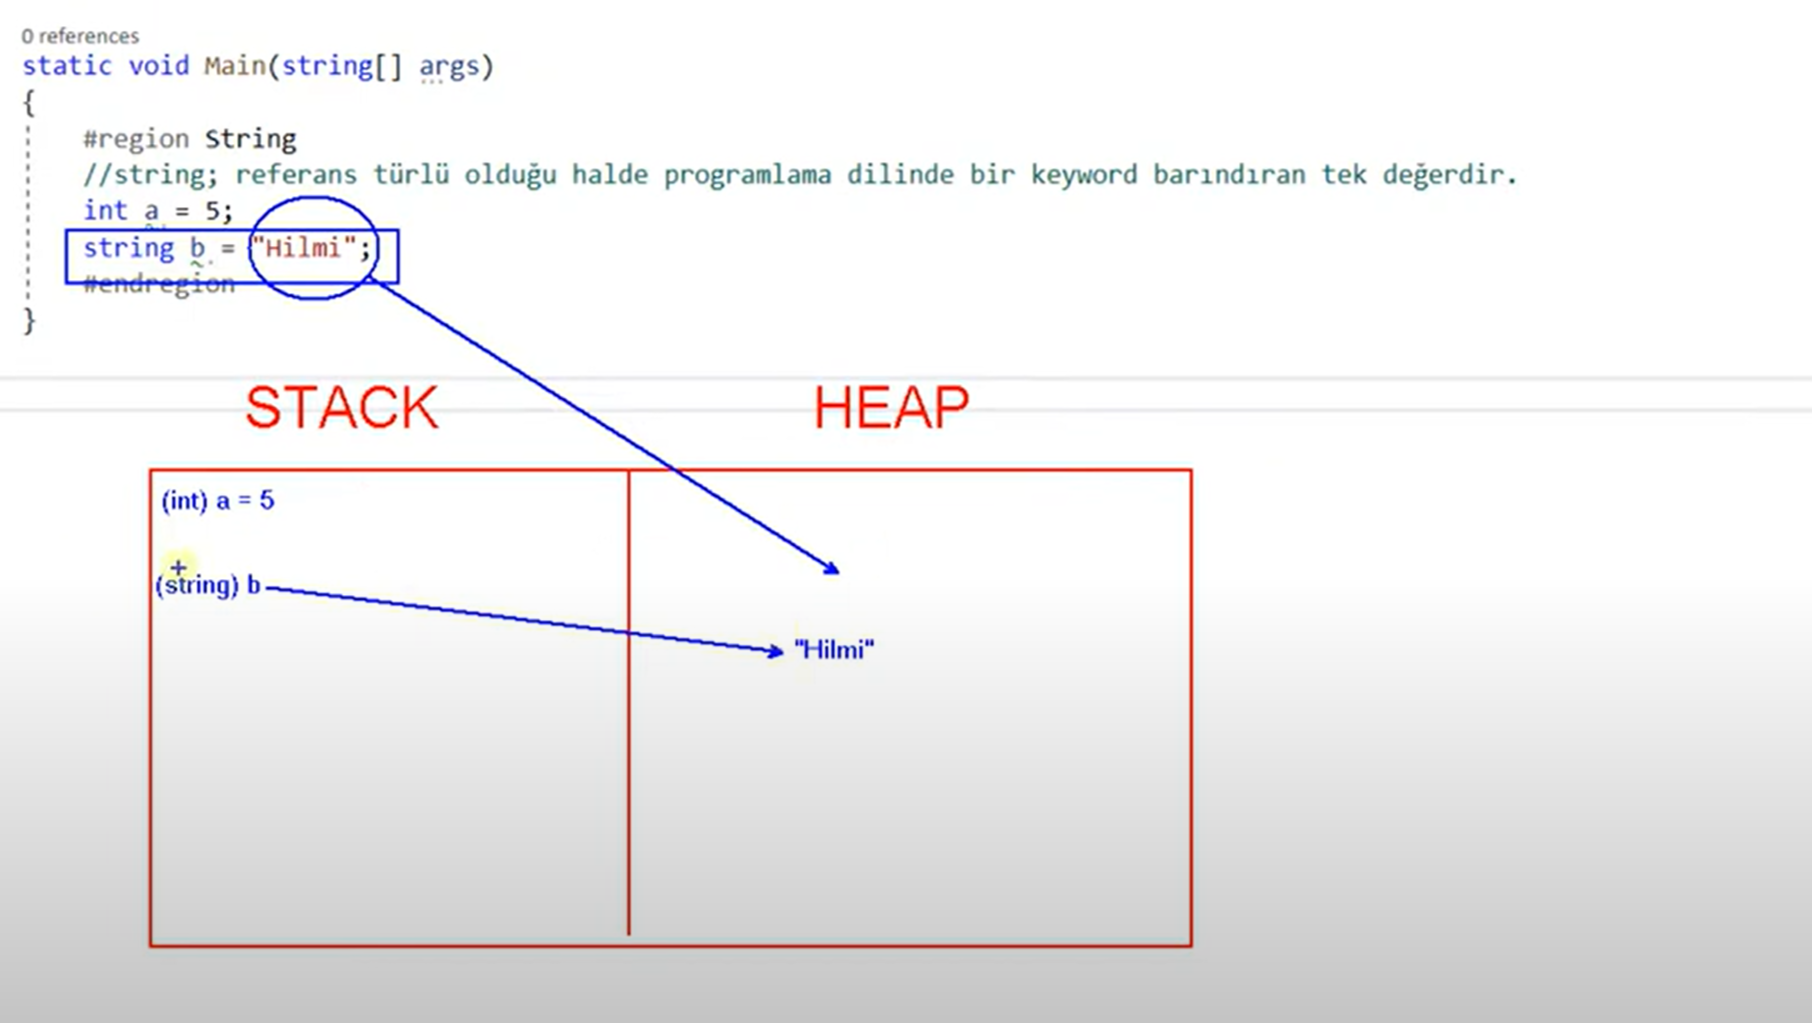 0 references
static void Main(string[] args)
{
#region String
//string; referans türlü olduğu halde programlama dilinde bir keyword barındıran tek değerdir.
int a = 5;
string b = "Hilmi";
#endregion
}
STACK HEAP
(int) a = 5
(string) b
"Hilmi"